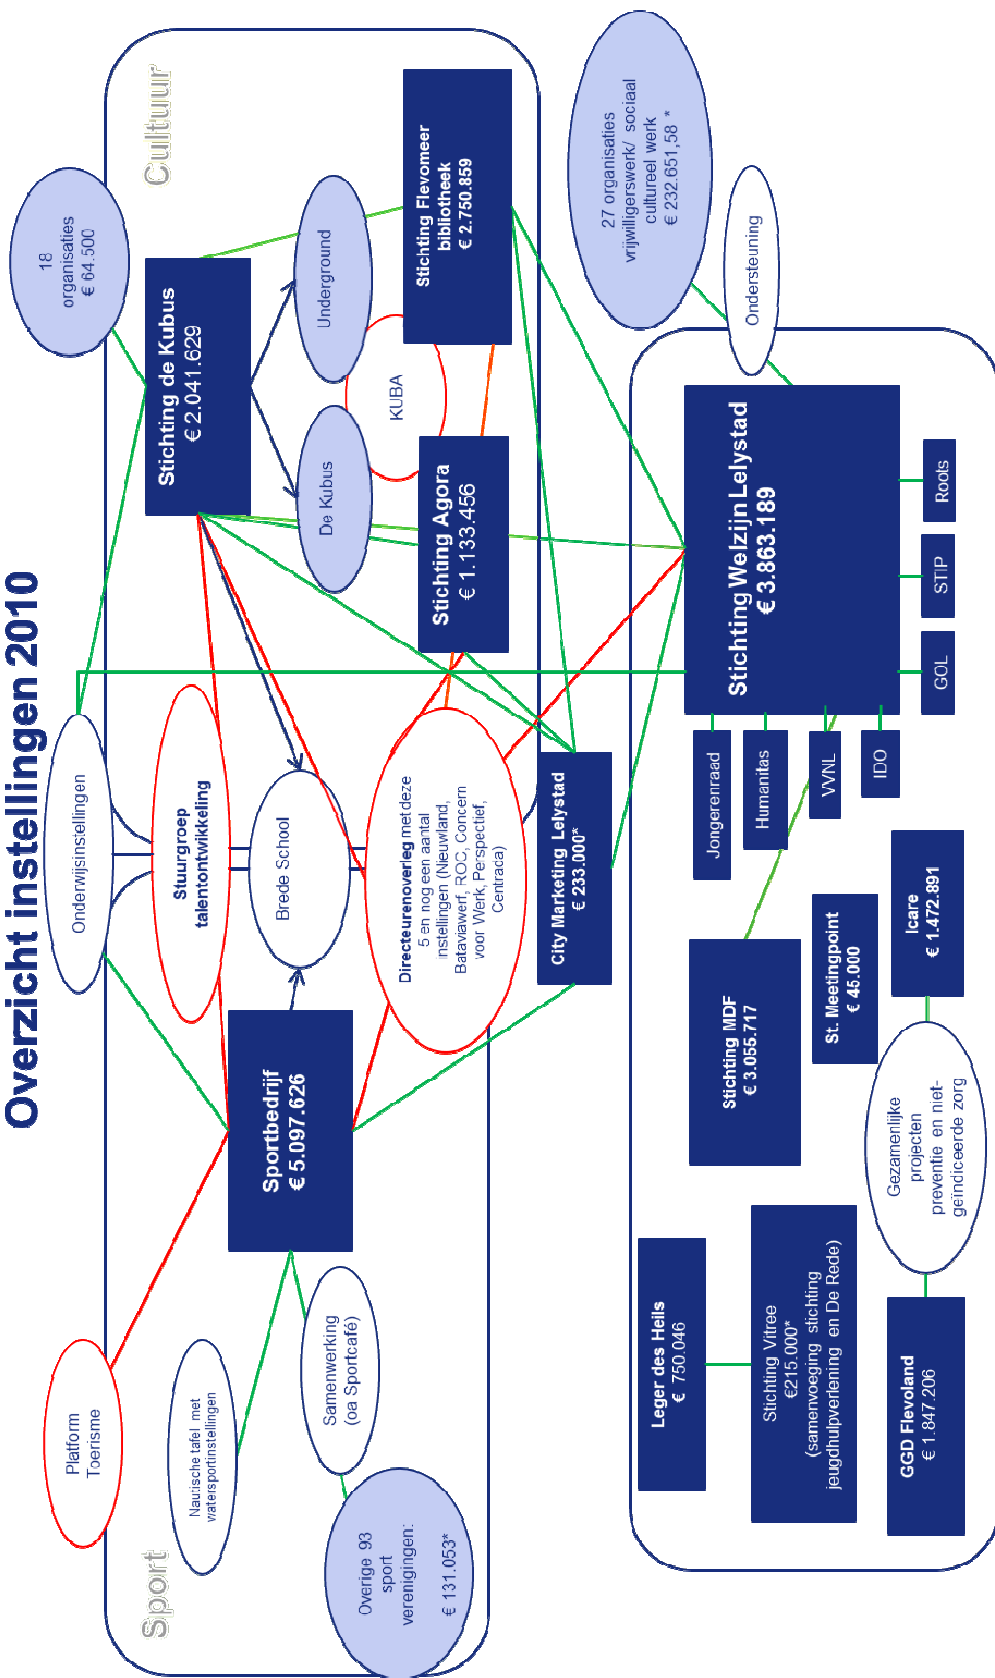 Overzicht instellingen 2010
Sport
Cultuur
Platform
Toerisme
Onderwijsinstellingen
18
organisaties
€ 64.500
Nautische tafel met
watersportinstellingen
Stuurgroep
talentontwikkeling
Stichting de Kubus
€ 2.041.629
Sportbedrijf
€ 5.097.626
Brede School
De Kubus
Underground
Samenwerking
(oa Sportcafé)
KUBA
Overige 93
sport
verenigingen:
€ 131.053*
Directeurenoverleg met deze
5 en nog een aantal
instellingen (Nieuwland,
Bataviawerf, ROC, Concern
voor Werk, Perspectief,
Centrada)
Stichting Agora
€ 1.133.456
Stichting Flevomeer
bibliotheek
€ 2.750.859
City Marketing Lelystad
€ 233.000*
27 organisaties
vrijwilligerswerk/ sociaal
cultureel werk
€ 232.651,58 *
Ondersteuning
Leger des Heils
€ 750.046
Stichting MDF
€ 3.055.717
Jongerenraad
Humanitas
VVNL
IDO
Stichting Welzijn Lelystad
€ 3.863.189
Stichting Vitree
€215.000*
(samenvoeging stichting
jeugdhulpverlening en De Rede)
St. Meetingpoint
€ 45.000
GGD Flevoland
€ 1.847.206
Gezamenlijke
projecten
preventie en niet-
geïndiceerde zorg
Icare
€ 1.472.891
GOL
STIP
Roots